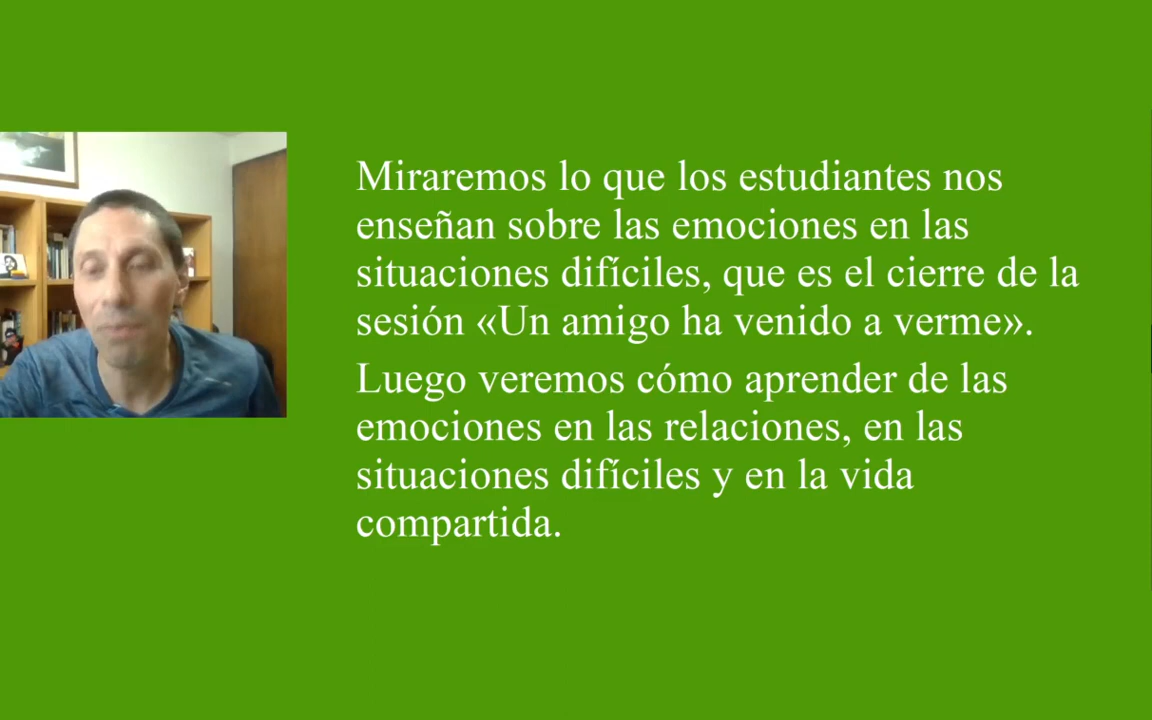 Miraremos lo que los estudiantes nos
enseñan sobre las emociones en las
situaciones difíciles, que es el cierre de la
sesión «Un amigo ha venido a verme».
Luego veremos cómo aprender de las
emociones en las relaciones, en las
situaciones difíciles y en la vida
compartida.